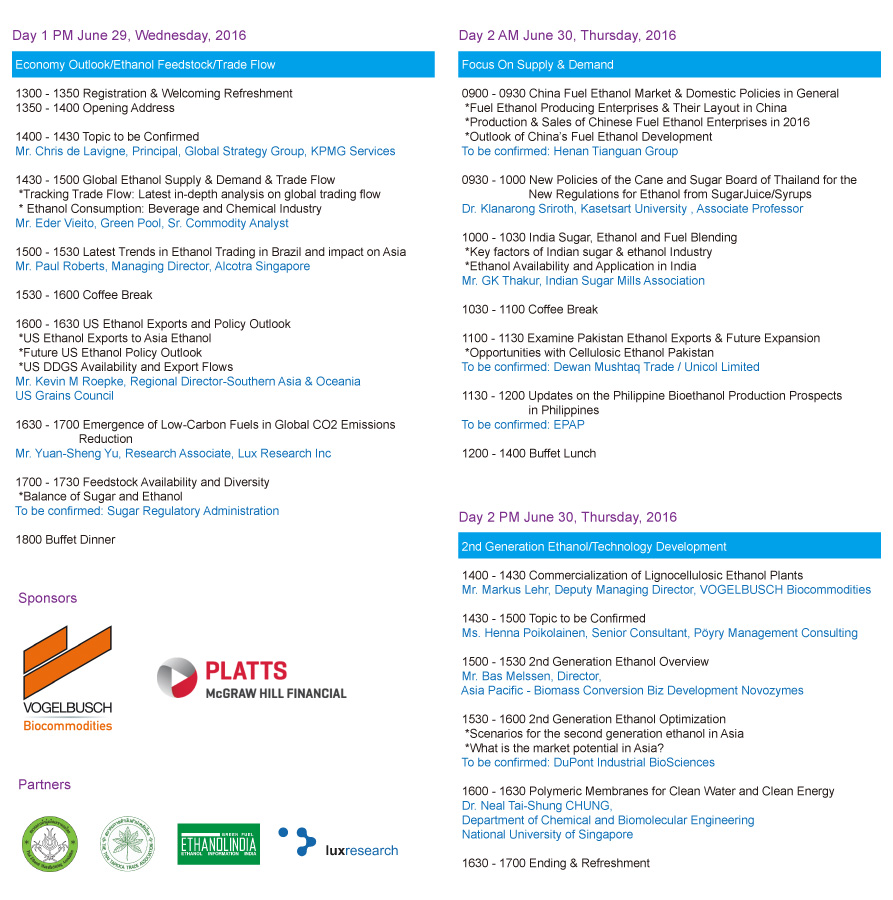 Day 1 PM June 29, Wednesday, 2016
Economy Outlook/Ethanol Feedstock/Trade Flow
1300 - 1350 Registration & Welcoming Refreshment
1350 - 1400 Opening Address
1400 - 1430 Topic to be Confirmed
Mr. Chris de Lavigne, Principal, Global Strategy Group, KPMG Services
1430 - 1500 Global Ethanol Supply & Demand & Trade Flow
*Tracking Trade Flow: Latest in-depth analysis on global trading flow
* Ethanol Consumption: Beverage and Chemical Industry
Mr. Eder Vieito, Green Pool, Sr. Commodity Analyst
1500 - 1530 Latest Trends in Ethanol Trading in Brazil and impact on Asia
Mr. Paul Roberts, Managing Director, Alcotra Singapore
1530 - 1600 Coffee Break
1600 - 1630 US Ethanol Exports and Policy Outlook
*US Ethanol Exports to Asia Ethanol
*Future US Ethanol Policy Outlook
*US DDGS Availability and Export Flows
Mr. Kevin M Roepke, Regional Director-Southern Asia & Oceania
US Grains Council
1630 - 1700 Emergence of Low-Carbon Fuels in Global CO2 Emissions
Reduction
Mr. Yuan-Sheng Yu, Research Associate, Lux Research Inc
1700 - 1730 Feedstock Availability and Diversity
*Balance of Sugar and Ethanol
To be confirmed: Sugar Regulatory Administration
1800 Buffet Dinner
Sponsors
VOGELBUSCH
Biocommodities
PLATTS
McGRAW HILL FINANCIAL
Partners
GREEN FUEL
ETHANOLINDIA
ETHANOL INFORMATION INDIA
luxresearch
Day 2 AM June 30, Thursday, 2016
Focus On Supply & Demand
0900 - 0930 China Fuel Ethanol Market & Domestic Policies in General
*Fuel Ethanol Producing Enterprises & Their Layout in China
*Production & Sales of Chinese Fuel Ethanol Enterprises in 2016
*Outlook of China's Fuel Ethanol Development
To be confirmed: Henan Tianguan Group
0930 - 1000 New Policies of the Cane and Sugar Board of Thailand for the
New Regulations for Ethanol from SugarJuice/Syrups
Dr. Klanarong Sriroth, Kasetsart University , Associate Professor
1000 - 1030 India Sugar, Ethanol and Fuel Blending
*Key factors of Indian sugar & ethanol Industry
*Ethanol Availability and Application in India
Mr. GK Thakur, Indian Sugar Mills Association
1030 - 1100 Coffee Break
1100 - 1130 Examine Pakistan Ethanol Exports & Future Expansion
*Opportunities with Cellulosic Ethanol Pakistan
To be confirmed: Dewan Mushtaq Trade / Unicol Limited
1130 - 1200 Updates on the Philippine Bioethanol Production Prospects
in Philippines
To be confirmed: EPAP
1200 - 1400 Buffet Lunch
Day 2 PM June 30, Thursday, 2016
2nd Generation Ethanol/Technology Development
1400 - 1430 Commercialization of Lignocellulosic Ethanol Plants
Mr. Markus Lehr, Deputy Managing Director, VOGELBUSCH Biocommodities
1430 - 1500 Topic to be Confirmed
Ms. Henna Poikolainen, Senior Consultant, Pöyry Management Consulting
1500 - 1530 2nd Generation Ethanol Overview
Mr. Bas Melssen, Director,
Asia Pacific - Biomass Conversion Biz Development Novozymes
1530 - 1600 2nd Generation Ethanol Optimization
*Scenarios for the second generation ethanol in Asia
*What is the market potential in Asia?
To be confirmed: DuPont Industrial BioSciences
1600 - 1630 Polymeric Membranes for Clean Water and Clean Energy
Dr. Neal Tai-Shung CHUNG,
Department of Chemical and Biomolecular Engineering
National University of Singapore
1630 - 1700 Ending & Refreshment